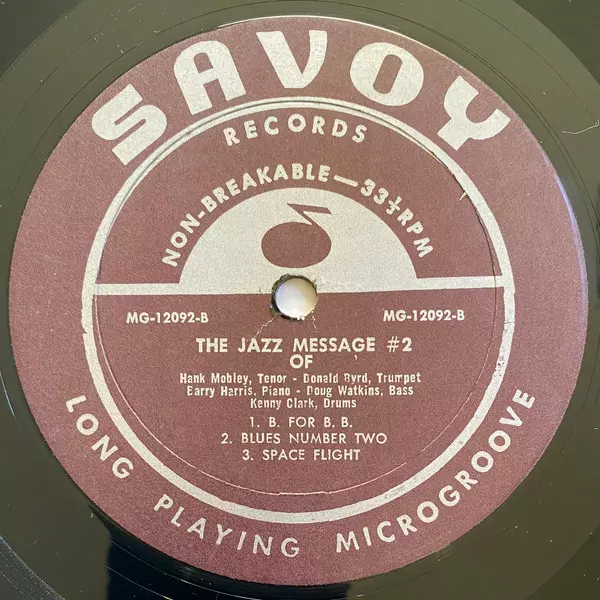 SAVOY
RECORDS
NON-BREAKABLE—33⅓RPM
MG-12092-B
MG-12092-B
THE JAZZ MESSAGE #2
OF
Hank Mobley, Tenor - Donald Byrd, Trumpet
Earry Harris, Piano - Doug Watkins, Bass
Kenny Clark, Drums
1. B. FOR B. B.
2. BLUES NUMBER TWO
3. SPACE FLIGHT
LONG PLAYING MICROGROOVE